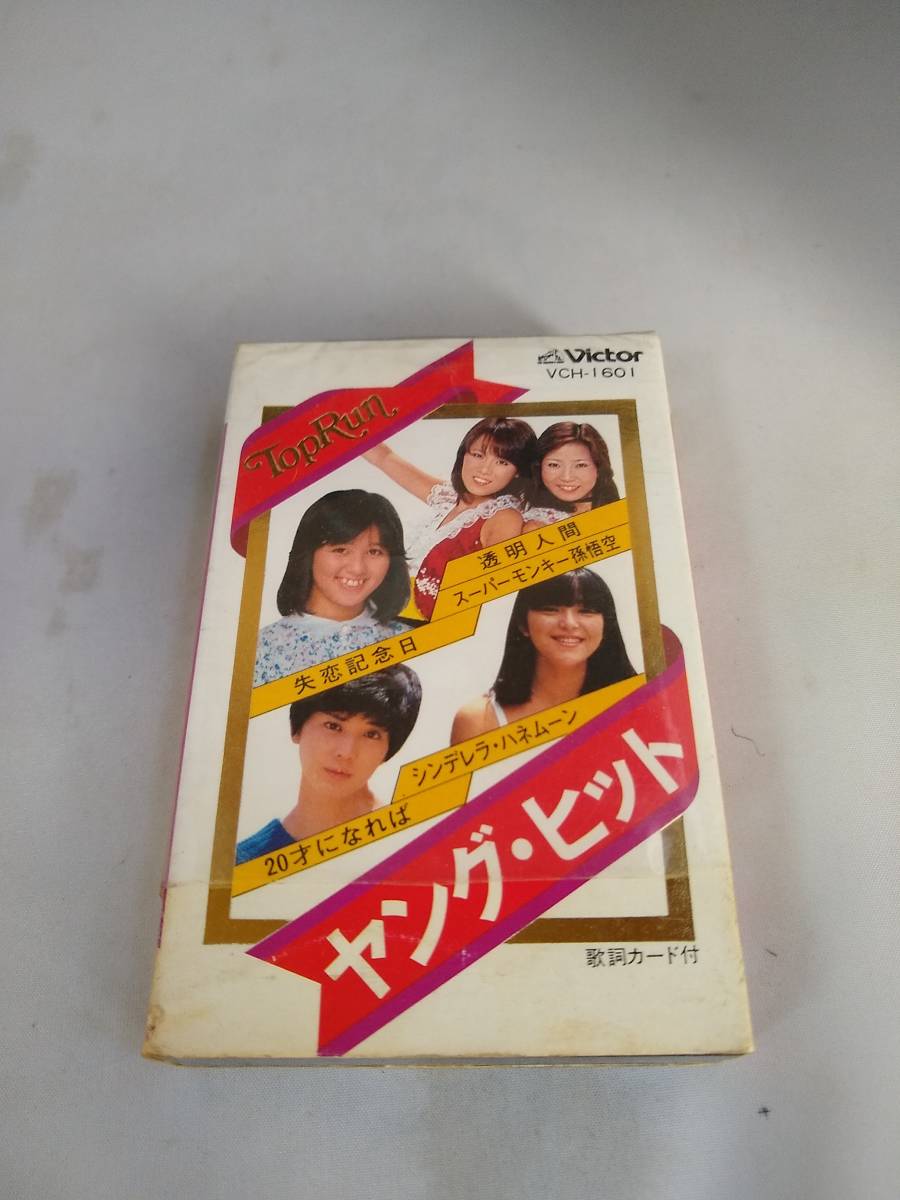 Victor
VCH-1601
TopRun
透明人間
スーパーモンキー孫悟空
失恋記念日
シンデレラ・ハネムーン
20才になれば
ヤング・ヒット
歌詞カード付